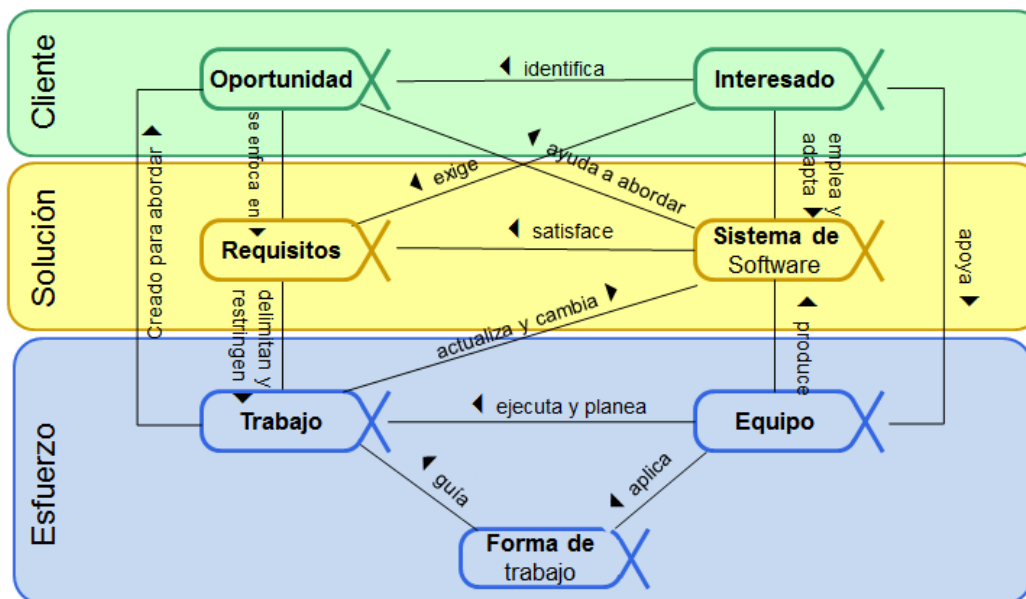 Cliente
Oportunidad
identifica
Interesado
Creado para abordar
se enfoca en
exige
ayuda a abordar
emplea y
adapta
Solución
Requisitos
satisface
Sistema de
Software
apoya
delimitan y
restringen
actualiza y cambia
produce
Esfuerzo
Trabajo
ejecuta y planea
Equipo
guía
aplica
Forma de
trabajo